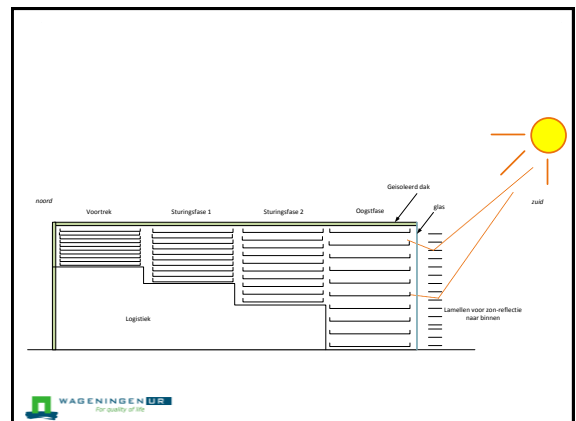 Geïsoleerd dak
noord
glas
zuid
Voortrek
Sturingsfase 1
Sturingsfase 2
Oogstfase
Lamellen voor zon-reflectie
naar binnen
Logistiek
WAGENINGEN UR
For quality of life